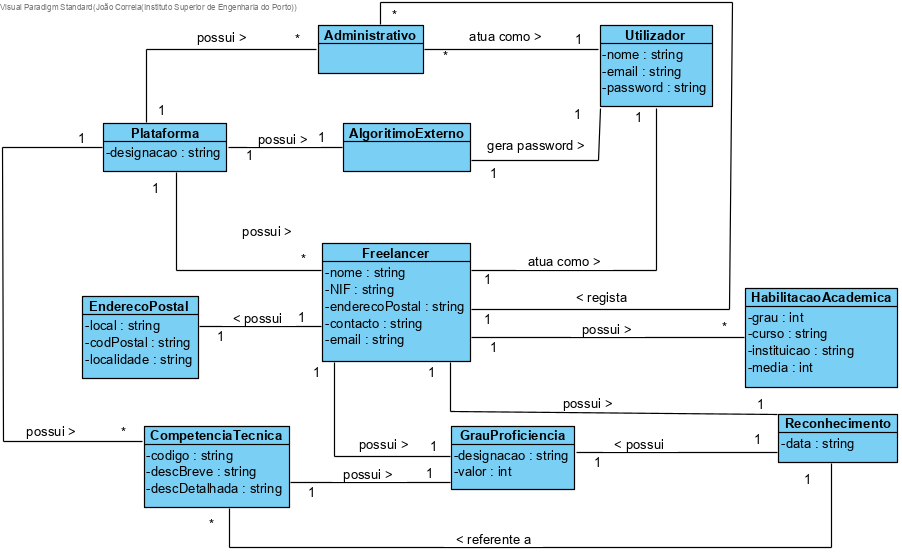 Visual Paradigm Standard(João Correia(Instituto Superior de Engenharia do Porto))
*
possui >
*
Administrativo
*
atua como >
1
Utilizador
-nome : string
-email : string
-password : string
1
1
Plataforma
-designacao : string
possui >
1
1
AlgoritimoExterno
1
1
gera password >
1
1
possui >
*
Freelancer
-nome : string
-NIF : string
-enderecoPostal : string
-contacto : string
-email : string
atua como >
1
< regista
1
EnderecoPostal
-local : string
-codPostal : string
-localidade : string
< possui
1
1
possui >
*
1
HabilitacaoAcademica
-grau : int
-curso : string
-instituicao : string
-media : int
1
1
possui >
1
possui >
*
CompetenciaTecnica
-codigo : string
-descBreve : string
-descDetalhada : string
possui >
1
possui >
1
1
GrauProficiencia
-designacao : string
-valor : int
< possui
1
1
Reconhecimento
-data : string
1
*
< referente a